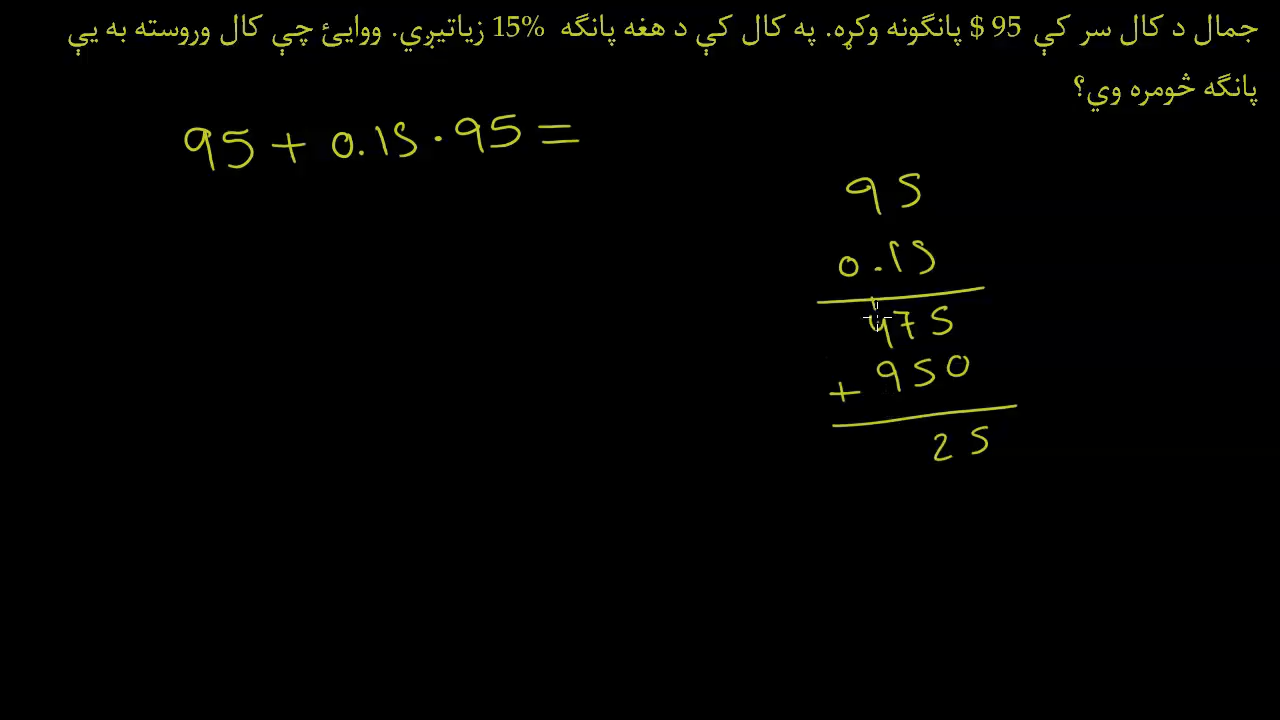 جمال د کال سر کې 95 $ پانګونه وکړه. په کال کې د هغه پانګه %15 زیاتیږي. ووایئ چې کال وروسته به یې
پانګه څومره وي؟
95 + 0.15 · 95 =
95
0.15
475
+ 950
25